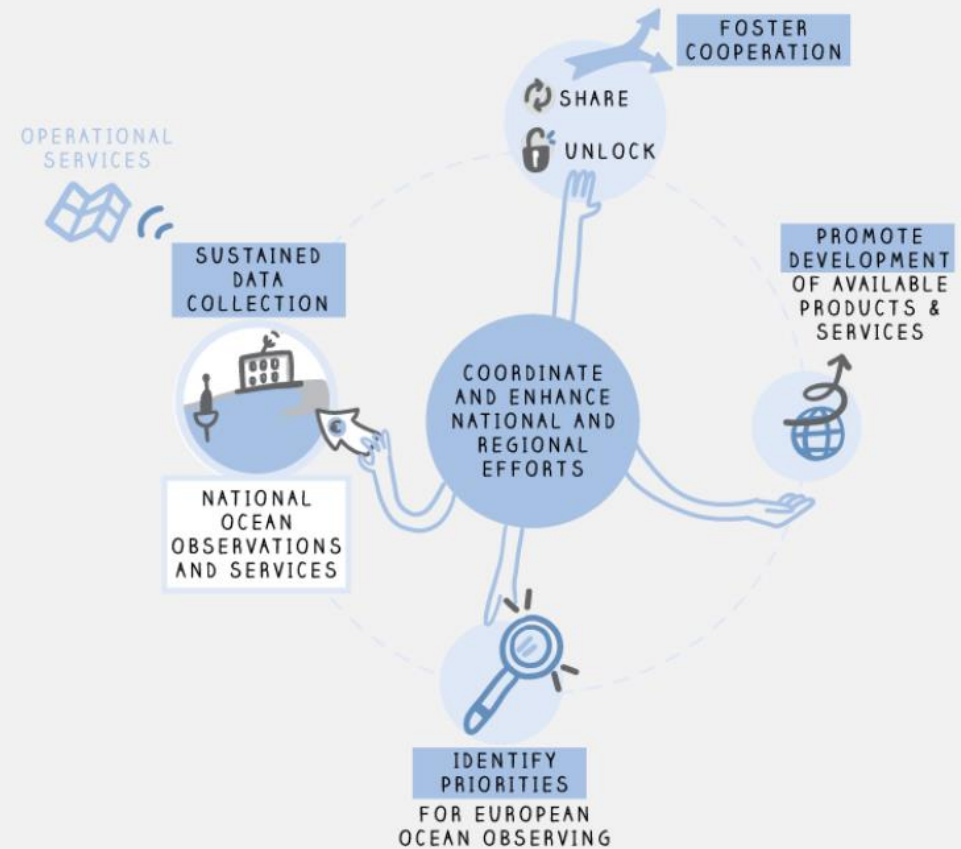 FOSTER
COOPERATION
SHARE
UNLOCK
OPERATIONAL
SERVICES
SUSTAINED
DATA
COLLECTION
PROMOTE
DEVELOPMENT
OF AVAILABLE
PRODUCTS &
SERVICES
COORDINATE
AND ENHANCE
NATIONAL AND
REGIONAL
EFFORTS
NATIONAL
OCEAN
OBSERVATIONS
AND SERVICES
IDENTIFY
PRIORITIES
FOR EUROPEAN
OCEAN OBSERVING